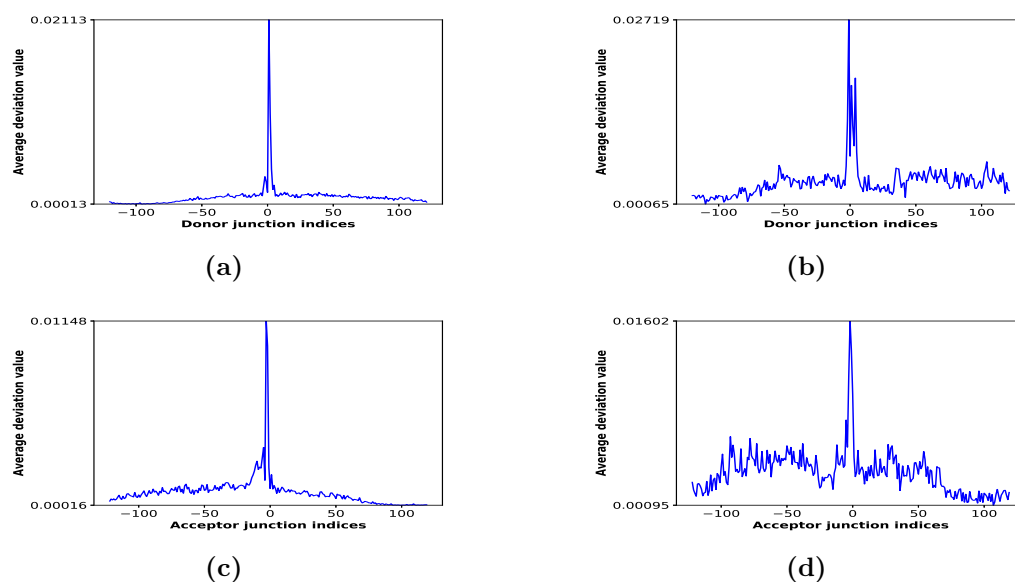 0.02113
Average deviation value
0.00013
−100 −50 0 50 100
Donor junction indices
(a)
0.02719
Average deviation value
0.00065
−100 −50 0 50 100
Donor junction indices
(b)
0.01148
Average deviation value
0.00016
−100 −50 0 50 100
Acceptor junction indices
(c)
0.01602
Average deviation value
0.00095
−100 −50 0 50 100
Acceptor junction indices
(d)